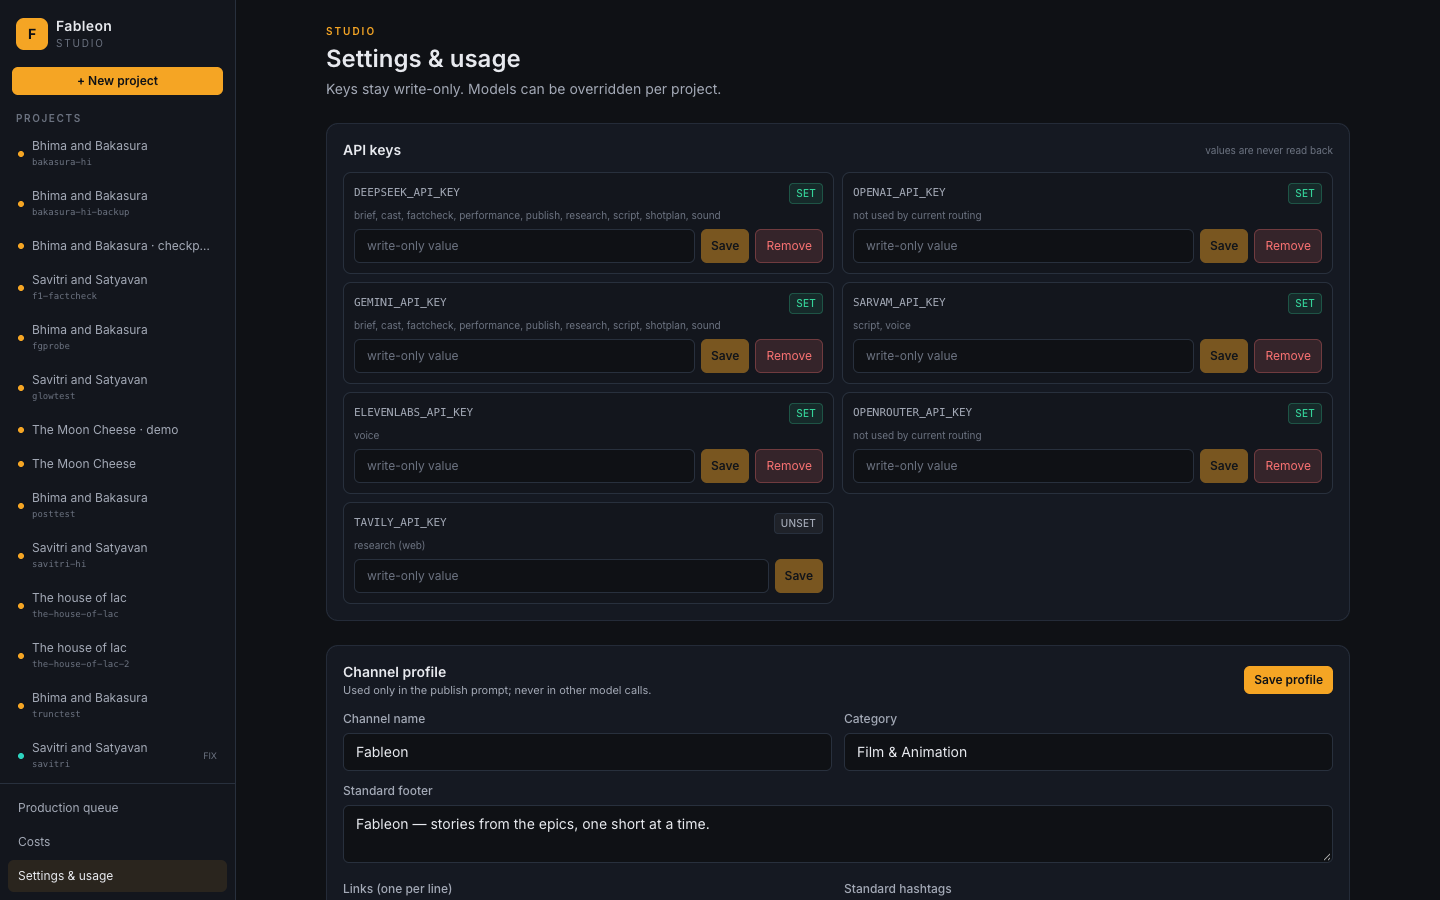 F
Fableon
STUDIO
+ New project
PROJECTS
Bhima and Bakasura
bakasura-hi
Bhima and Bakasura
bakasura-hi-backup
Bhima and Bakasura · checkp...
Savitri and Satyavan
f1-factcheck
Bhima and Bakasura
fgprobe
Savitri and Satyavan
glowtest
The Moon Cheese · demo
The Moon Cheese
Bhima and Bakasura
posttest
Savitri and Satyavan
savitri-hi
The house of lac
the-house-of-lac
The house of lac
the-house-of-lac-2
Bhima and Bakasura
trunctest
Savitri and Satyavan
savitri
FIX
Production queue
Costs
Settings & usage
STUDIO
Settings & usage
Keys stay write-only. Models can be overridden per project.
API keys
values are never read back
DEEPSEEK_API_KEY
SET
brief, cast, factcheck, performance, publish, research, script, shotplan, sound
write-only value
Save
Remove
OPENAI_API_KEY
SET
not used by current routing
write-only value
Save
Remove
GEMINI_API_KEY
SET
brief, cast, factcheck, performance, publish, research, script, shotplan, sound
write-only value
Save
Remove
SARVAM_API_KEY
SET
script, voice
write-only value
Save
Remove
ELEVENLABS_API_KEY
SET
voice
write-only value
Save
Remove
OPENROUTER_API_KEY
SET
not used by current routing
write-only value
Save
Remove
TAVILY_API_KEY
UNSET
research (web)
write-only value
Save
Channel profile
Used only in the publish prompt; never in other model calls.
Save profile
Channel name
Fableon
Category
Film & Animation
Standard footer
Fableon — stories from the epics, one short at a time.
Links (one per line)
Standard hashtags